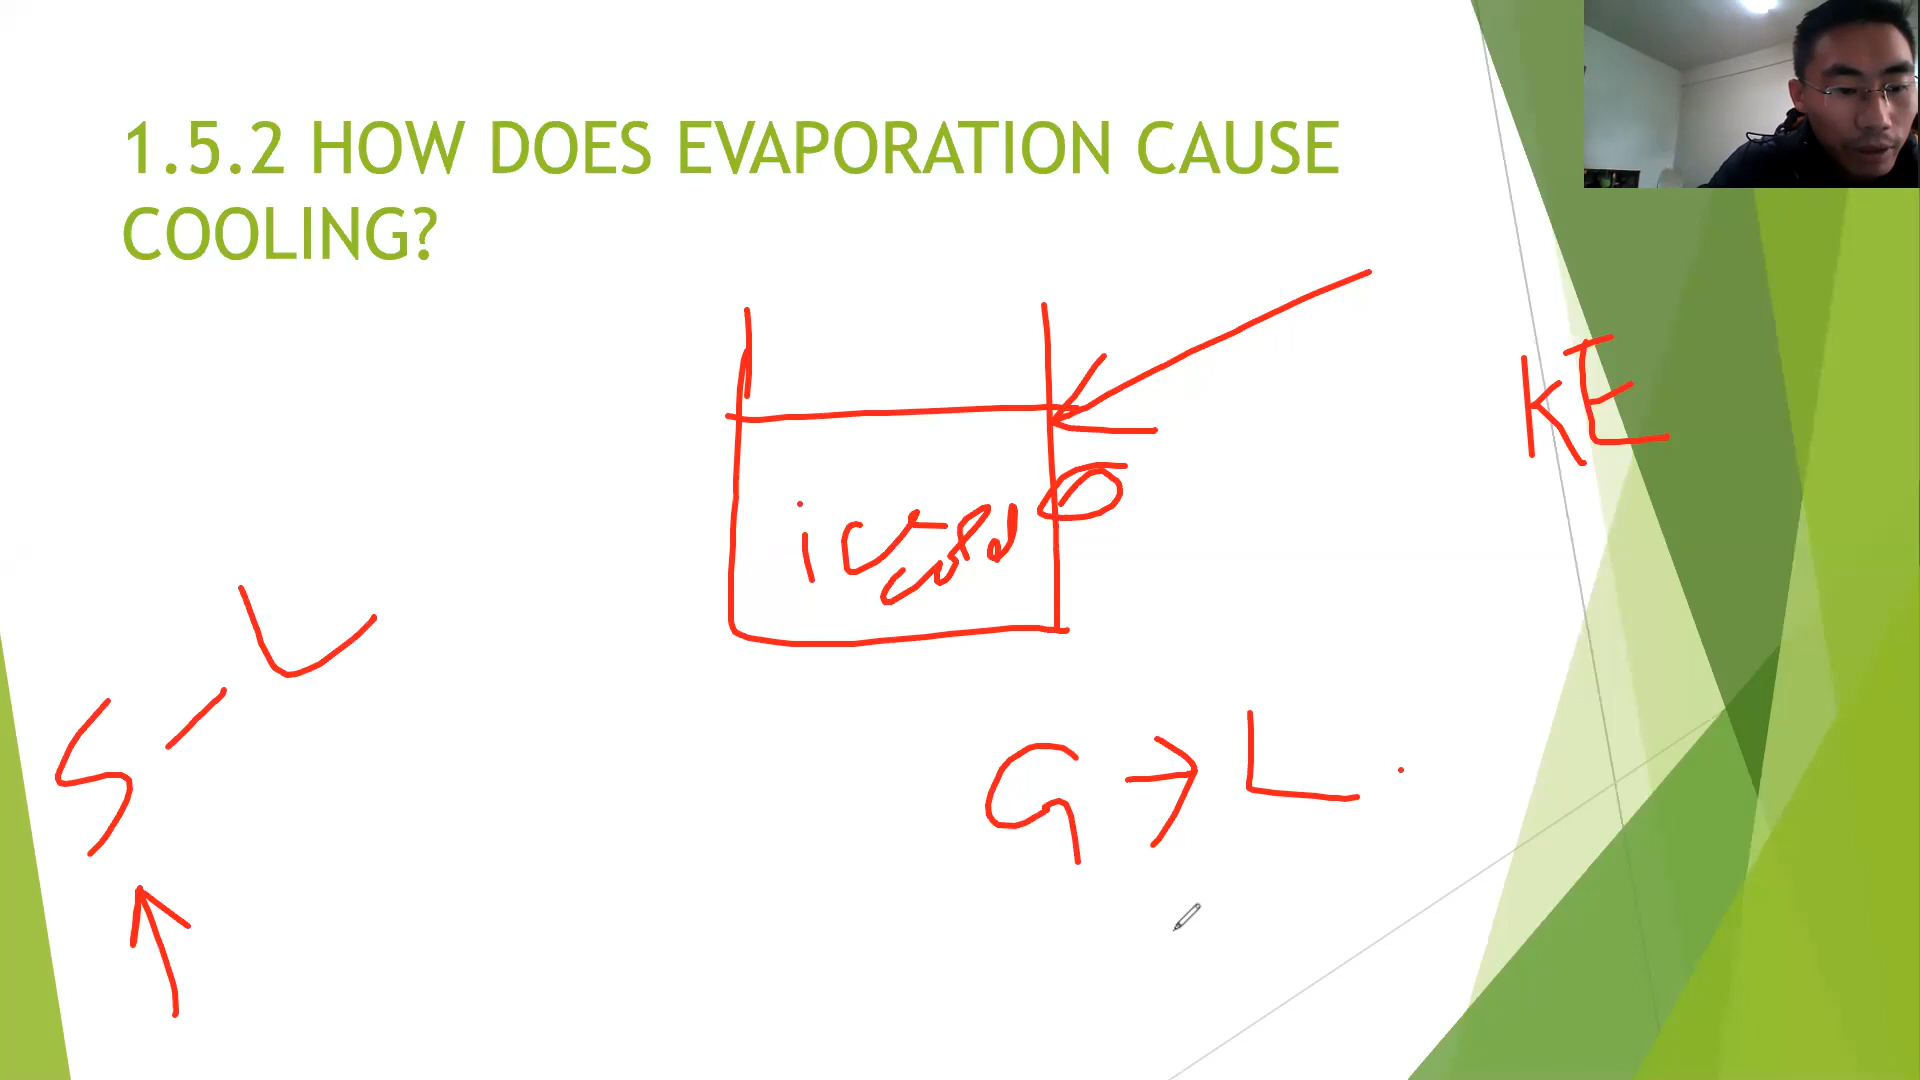 1.5.2 HOW DOES EVAPORATION CAUSE
COOLING?
KE
ice cold
S - L
G → L